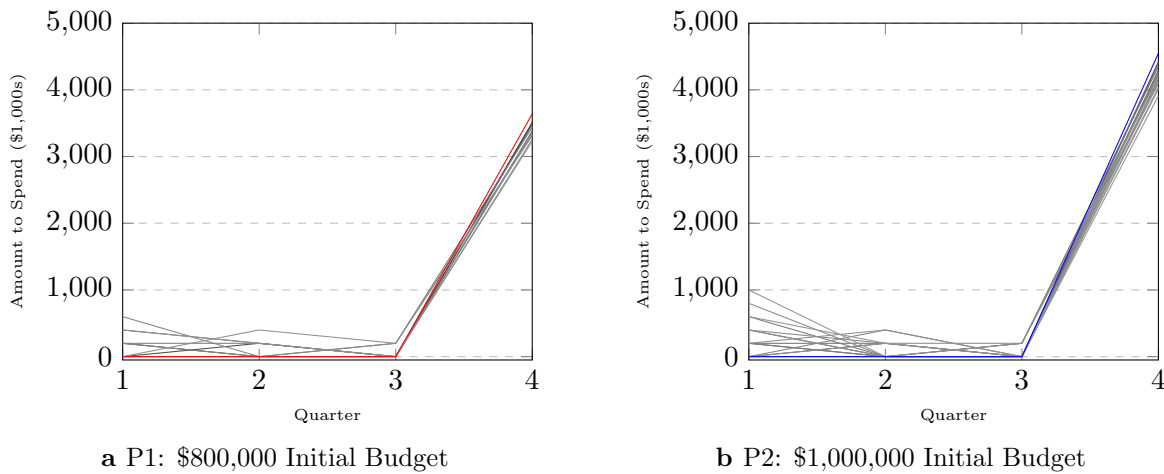 5,000
4,000
3,000
2,000
1,000
0
1 2 3 4
Amount to Spend ($1,000s)
Quarter
a P1: $800,000 Initial Budget
5,000
4,000
3,000
2,000
1,000
0
1 2 3 4
Amount to Spend ($1,000s)
Quarter
b P2: $1,000,000 Initial Budget